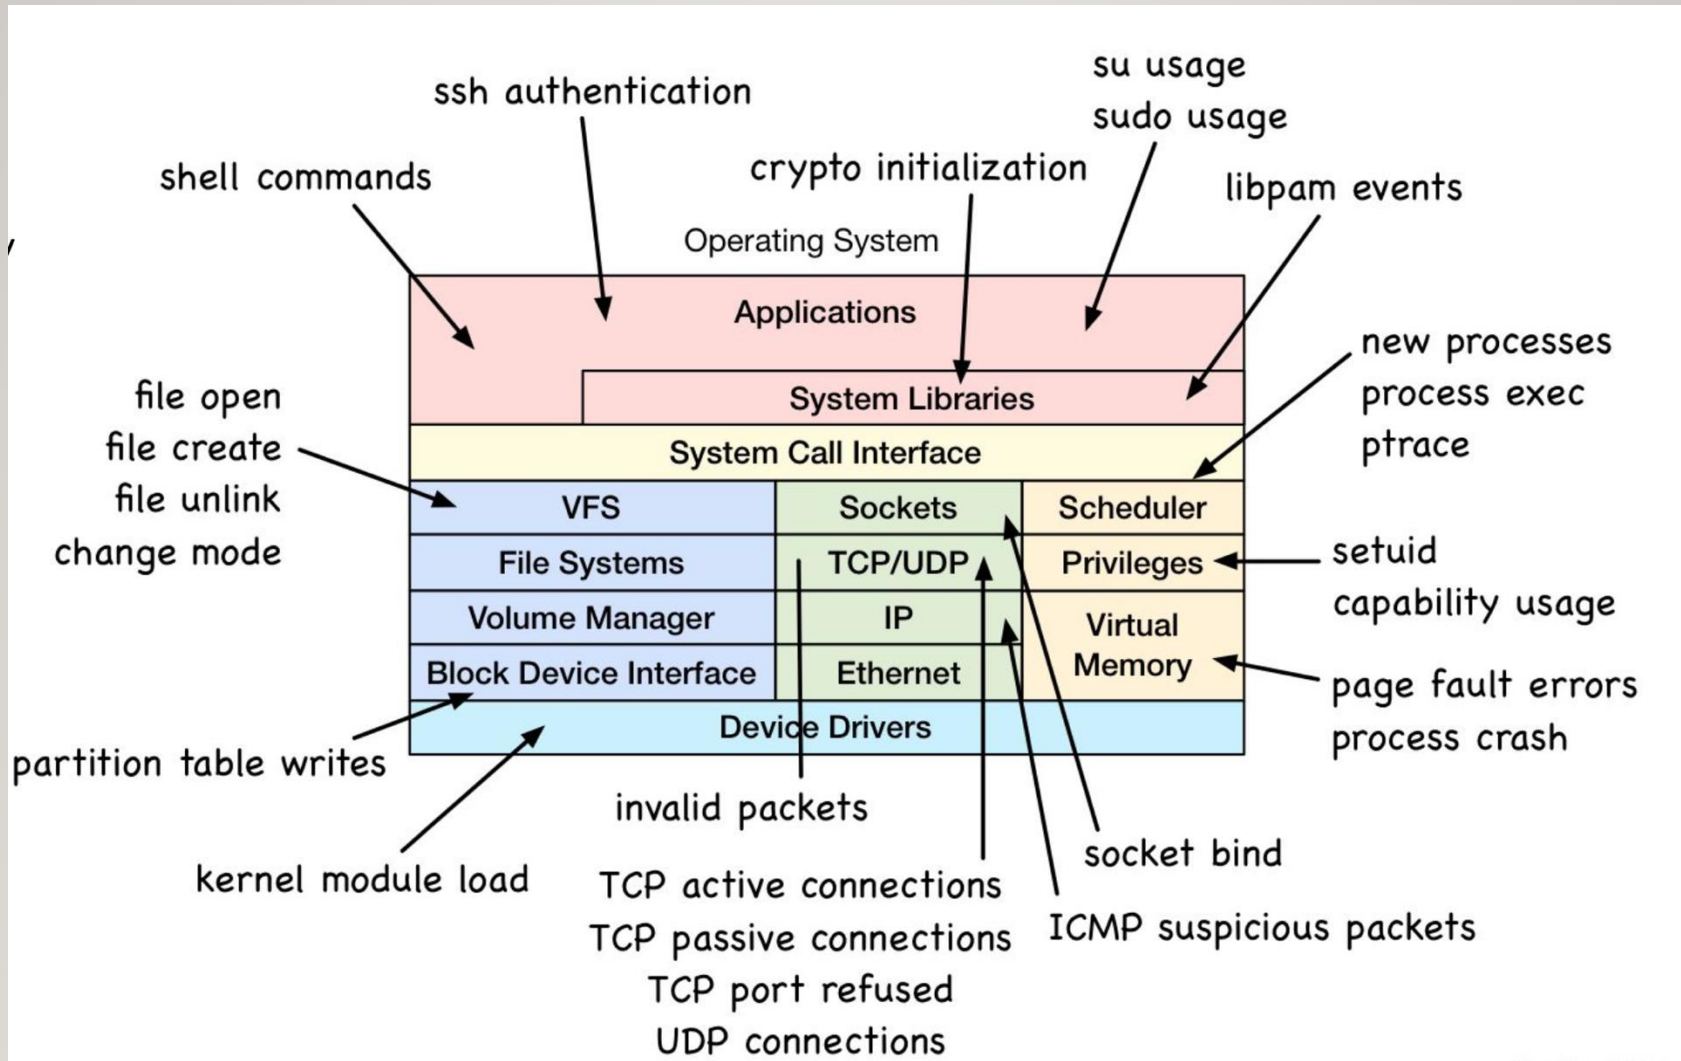 su usage
ssh authentication
sudo usage
crypto initialization
shell commands
libpam events
Operating System
Applications
new processes
process exec
ptrace
System Libraries
file open
file create
file unlink
change mode
System Call Interface
VFS
Sockets
Scheduler
File Systems
TCP/UDP
Privileges
setuid
capability usage
Volume Manager
IP
Virtual
Memory
Block Device Interface
Ethernet
page fault errors
process crash
Device Drivers
partition table writes
invalid packets
kernel module load
socket bind
TCP active connections
TCP passive connections
TCP port refused
UDP connections
ICMP suspicious packets